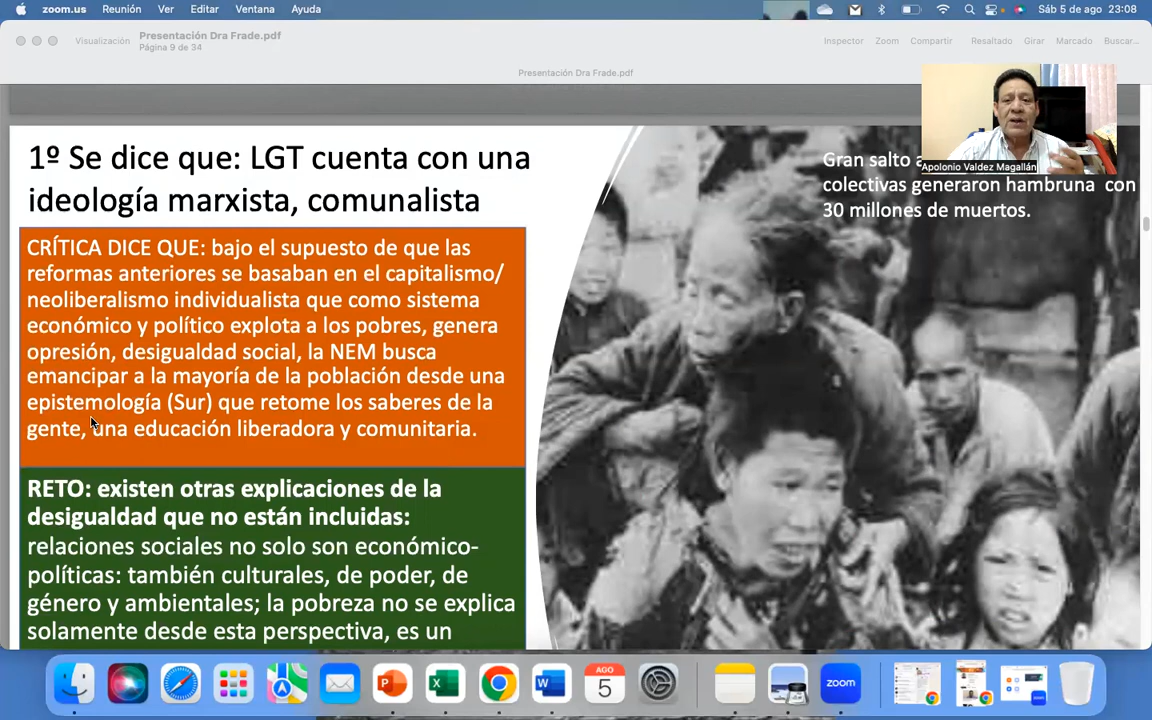 zoom.us Reunión Ver Editar Ventana Ayuda
Sáb 5 de ago 23:08
Visualización
Presentación Dra Frade.pdf
Página 9 de 34
Inspector Zoom Compartir Resaltado Girar Marcado Buscar...
Presentación Dra Frade.pdf
Apolonio Valdez Magallán
1º Se dice que: LGT cuenta con una
ideología marxista, comunalista
CRÍTICA DICE QUE: bajo el supuesto de que las
reformas anteriores se basaban en el capitalismo/
neoliberalismo individualista que como sistema
económico y político explota a los pobres, genera
opresión, desigualdad social, la NEM busca
emancipar a la mayoría de la población desde una
epistemología (Sur) que retome los saberes de la
gente, una educación liberadora y comunitaria.
RETO: existen otras explicaciones de la
desigualdad que no están incluidas:
relaciones sociales no solo son económico-
políticas: también culturales, de poder, de
género y ambientales; la pobreza no se explica
solamente desde esta perspectiva, es un
Gran salto
colectivas generaron hambruna con
30 millones de muertos.
AGO
5
zoom